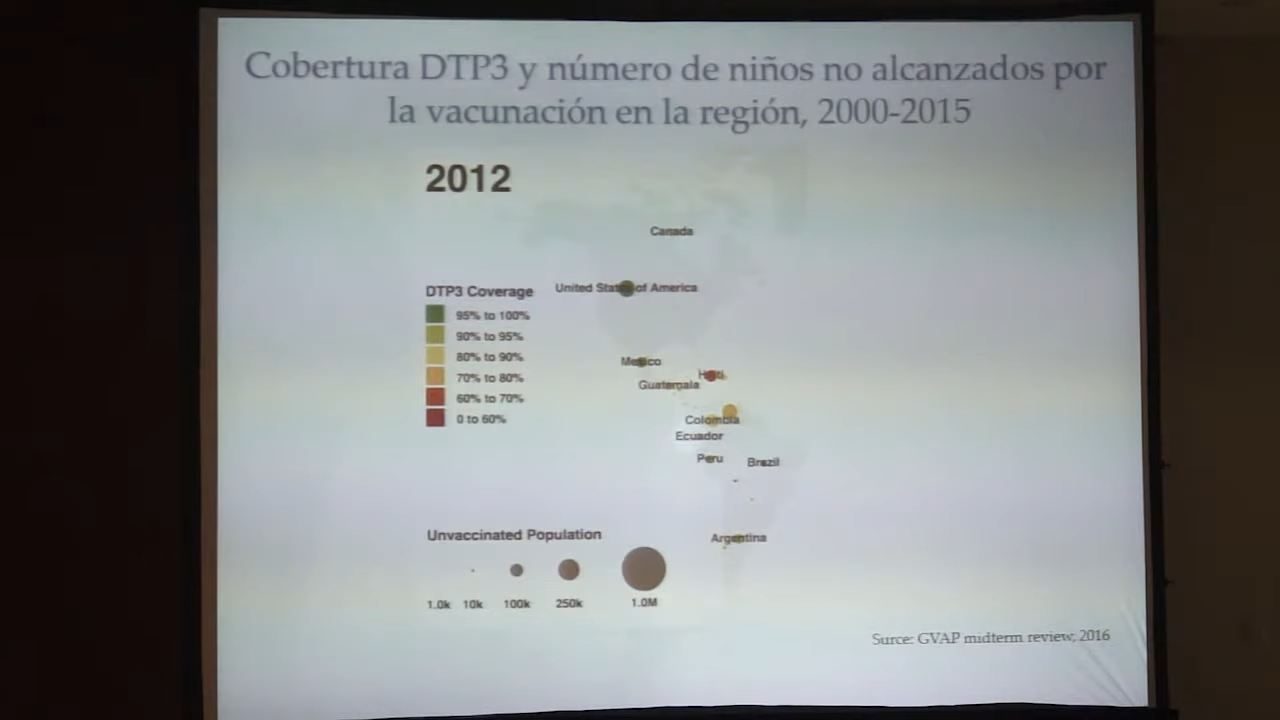 Cobertura DTP3 y número de niños no alcanzados por
la vacunación en la región, 2000-2015
2012
Canada
United States of America
DTP3 Coverage
95% to 100%
90% to 95%
80% to 90%
70% to 80%
60% to 70%
0 to 60%
Mexico
Haiti
Guatemala
Colombia
Ecuador
Peru
Brazil
Argentina
Unvaccinated Population
1.0k 10k 100k 250k 1.0M
Surce: GVAP midterm review, 2016